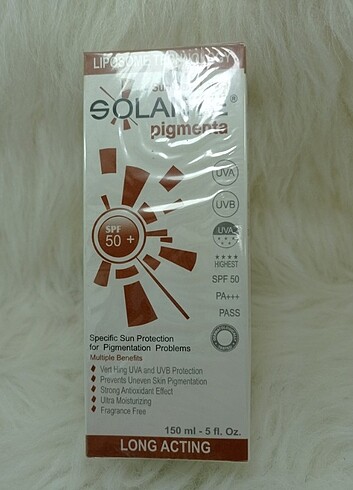 LIPOSOME TECHNOLOGY
SOLANTE®
pigmenta
UVA
UVB
SPF
50 +
UVA
★★★★
HIGHEST
SPF 50
PA+++
PASS
Specific Sun Protection
for Pigmentation Problems
Multiple Benefits
Very High UVA and UVB Protection
Prevents Uneven Skin Pigmentation
Strong Antioxidant Effect
Ultra Moisturizing
Fragrance Free
150 ml - 5 fl. Oz.
LONG ACTING